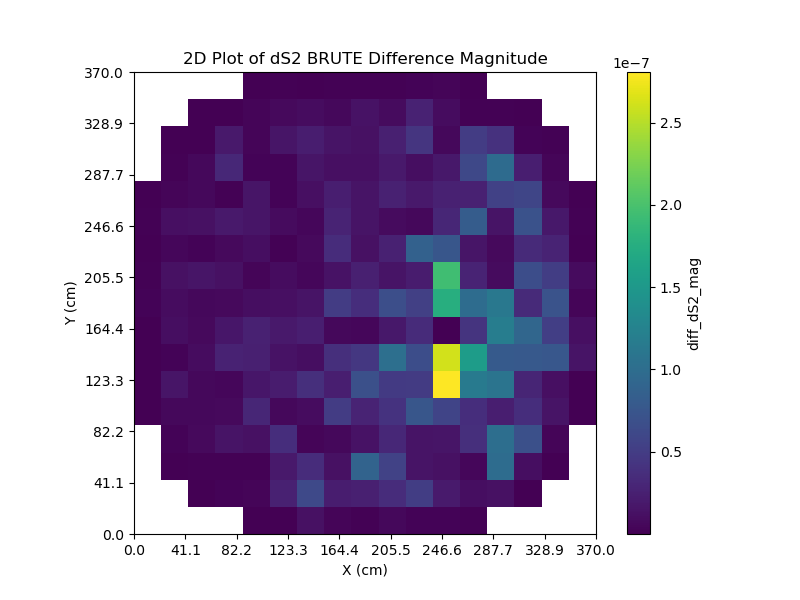 2D Plot of dS2 BRUTE Difference Magnitude
1e−7
370.0
328.9
287.7
246.6
205.5
164.4
123.3
82.2
41.1
0.0
Y (cm)
0.0 41.1 82.2 123.3 164.4 205.5 246.6 287.7 328.9 370.0
X (cm)
2.5
2.0
1.5
1.0
0.5
diff_dS2_mag